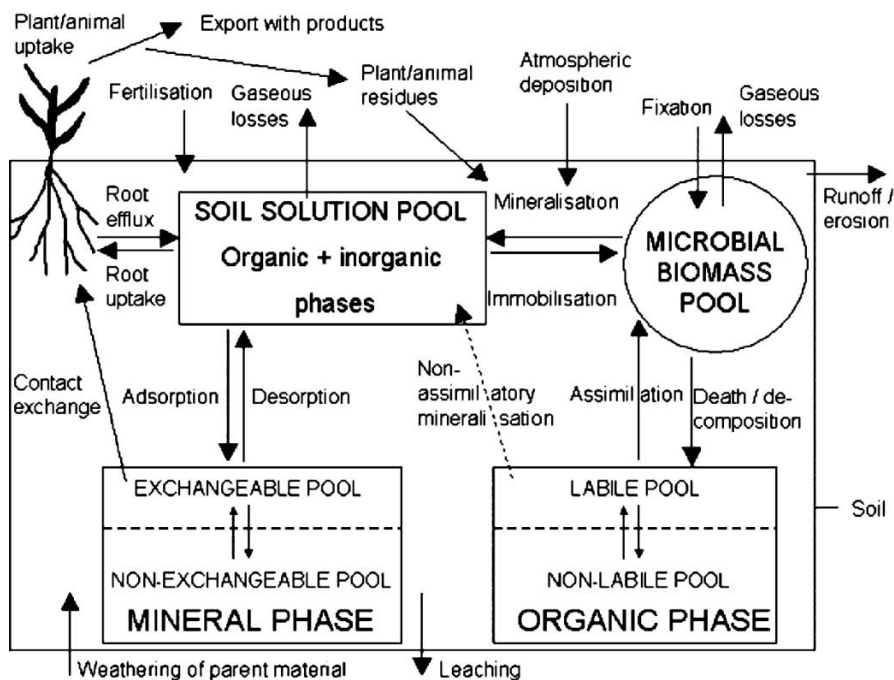 Plant/animal
uptake
Export with products
Fertilisation
Gaseous
losses
Plant/animal
residues
Atmospheric
deposition
Fixation
Gaseous
losses
Runoff /
erosion
Root
efflux
Root
uptake
SOIL SOLUTION POOL
Organic + inorganic
phases
Mineralisation
Immobilisation
MICROBIAL
BIOMASS
POOL
Contact
exchange
Adsorption
Desorption
Non-
assimilatory
mineralisation
Assimilation
Death / de-
composition
EXCHANGEABLE POOL
NON-EXCHANGEABLE POOL
MINERAL PHASE
LABILE POOL
NON-LABILE POOL
ORGANIC PHASE
Soil
Weathering of parent material
Leaching